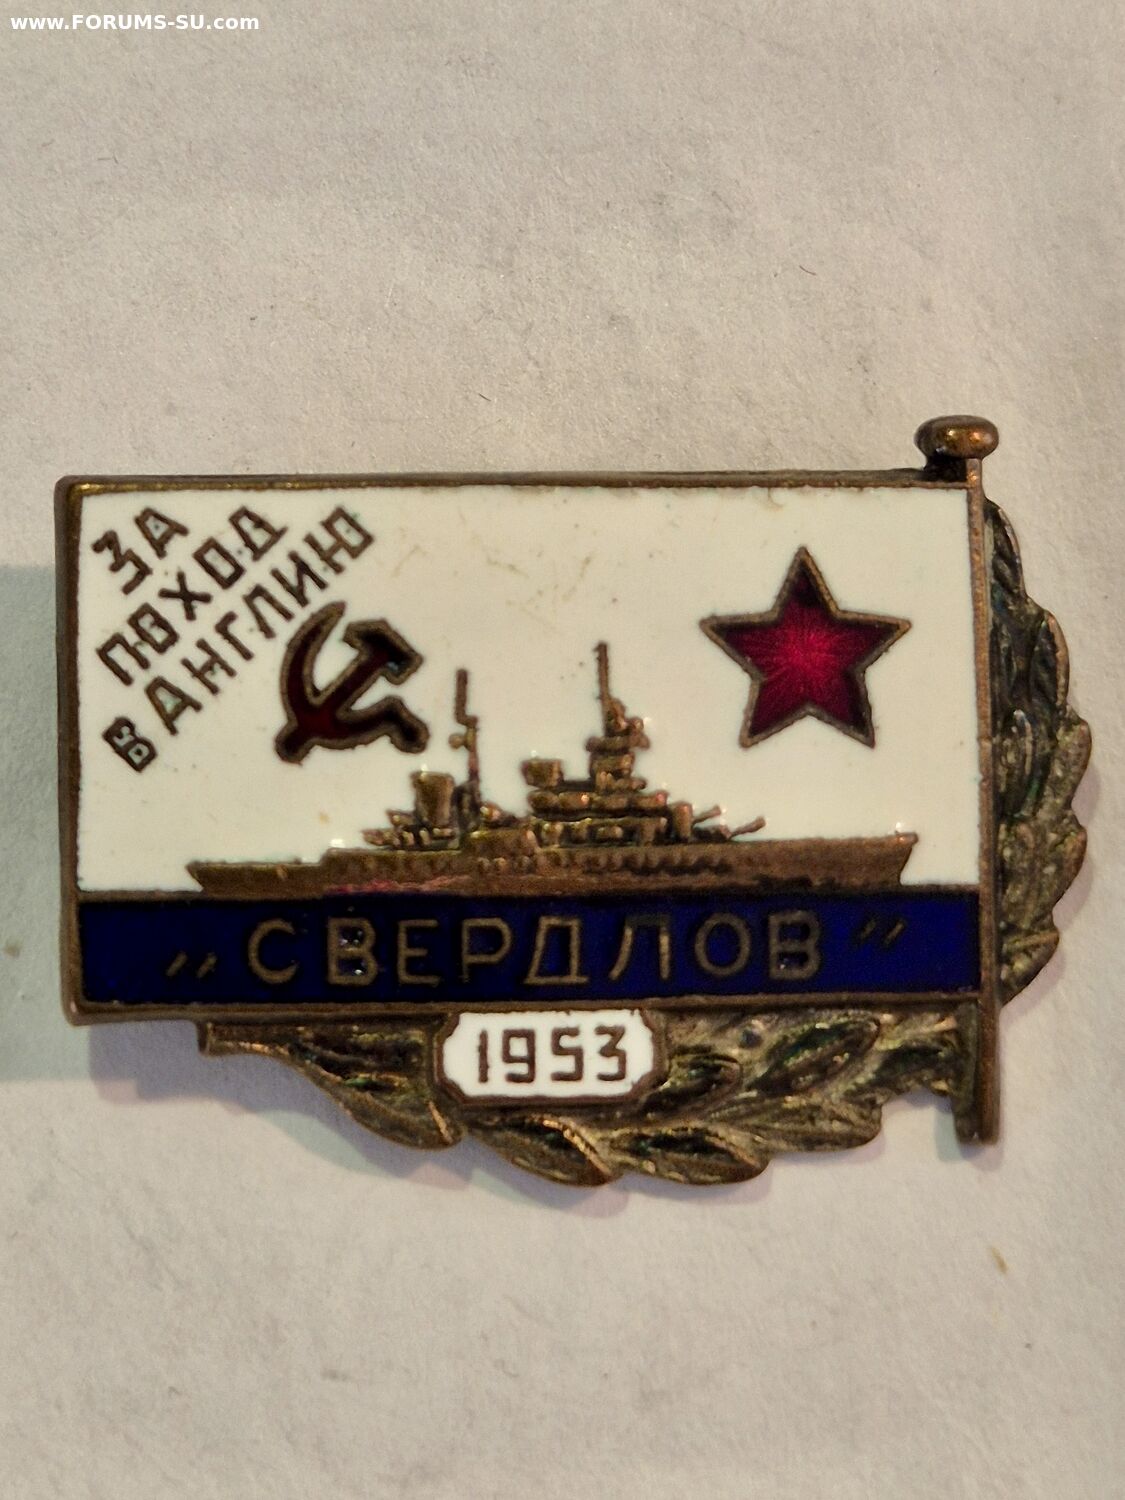 www.FORUMS-SU.com
ЗА
ПОХОД
В АНГЛИЮ
„СВЕРДЛОВ”
1953